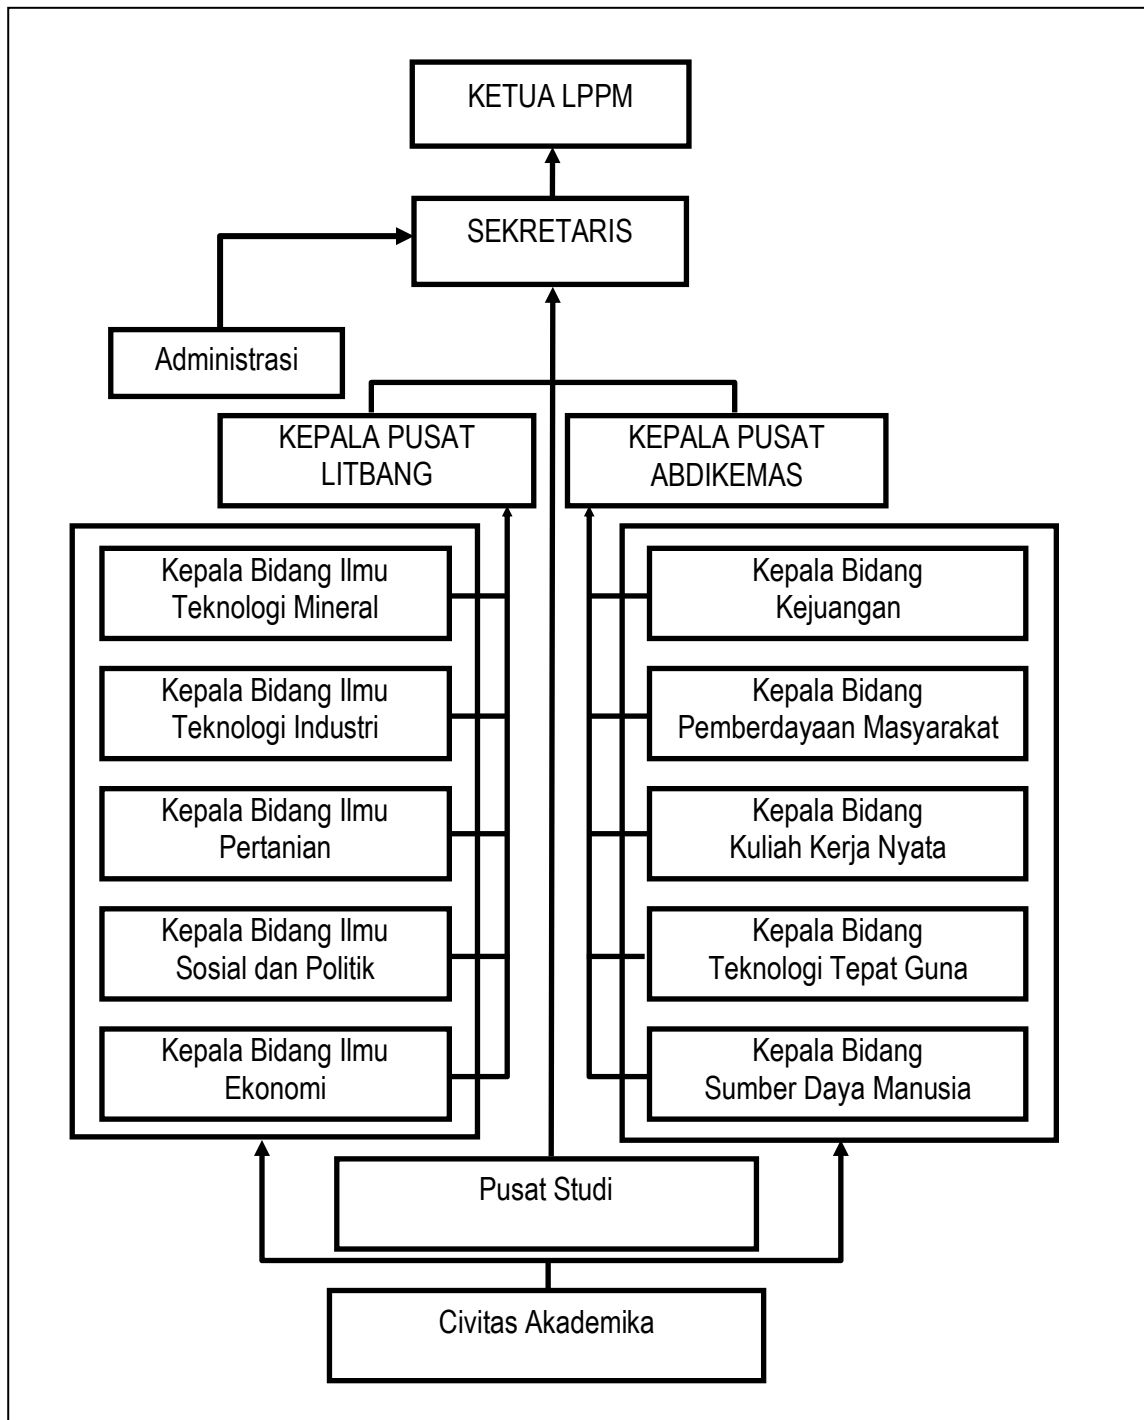 KETUA LPPM
SEKRETARIS
Administrasi
KEPALA PUSAT
LITBANG
KEPALA PUSAT
ABDIKEMAS
Kepala Bidang Ilmu
Teknologi Mineral
Kepala Bidang Ilmu
Teknologi Industri
Kepala Bidang Ilmu
Pertanian
Kepala Bidang Ilmu
Sosial dan Politik
Kepala Bidang Ilmu
Ekonomi
Kepala Bidang
Kejuangan
Kepala Bidang
Pemberdayaan Masyarakat
Kepala Bidang
Kuliah Kerja Nyata
Kepala Bidang
Teknologi Tepat Guna
Kepala Bidang
Sumber Daya Manusia
Pusat Studi
Civitas Akademika